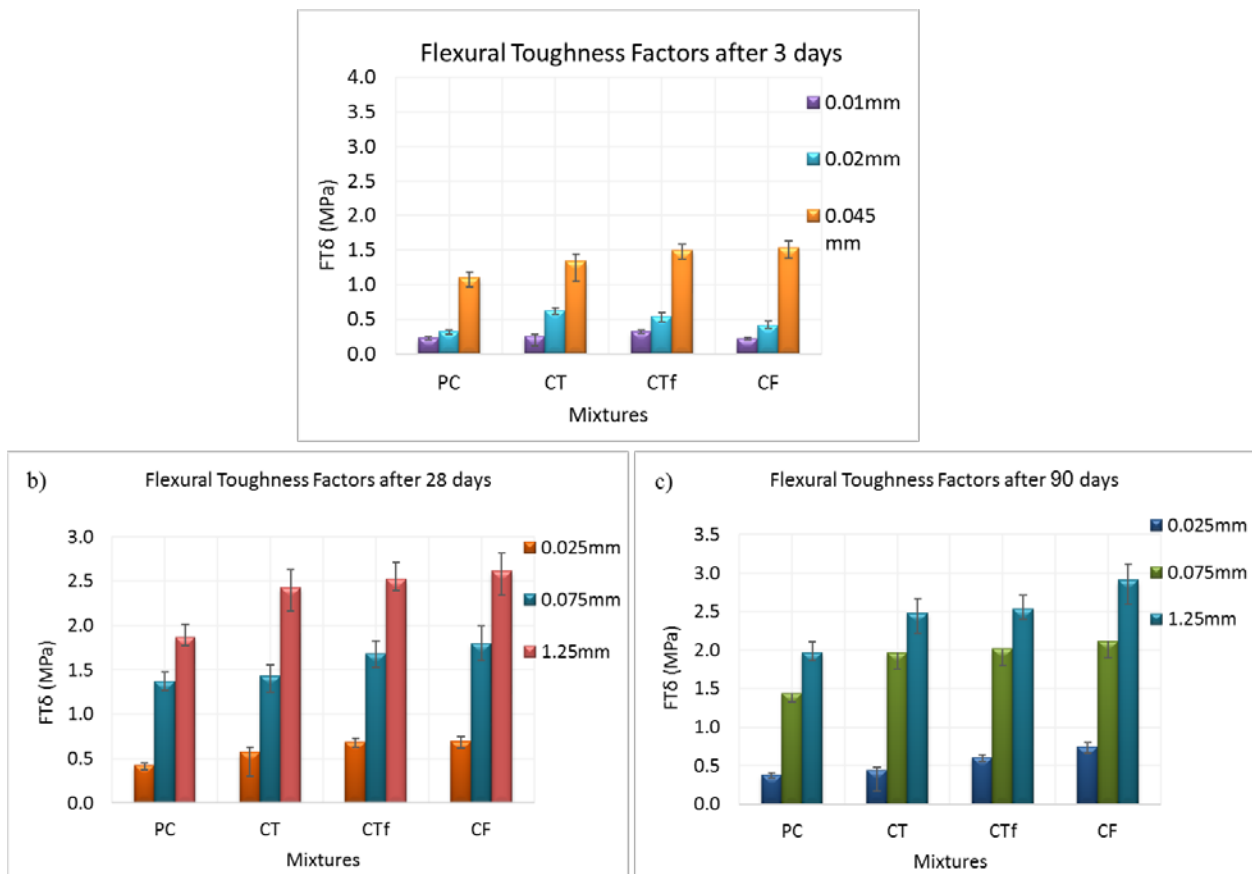 Flexural Toughness Factors after 3 days
4.0
3.5
3.0
2.5
2.0
1.5
1.0
0.5
0.0
FTδ (MPa)
PC CT CTf CF
Mixtures
0.01mm
0.02mm
0.045
mm
b) Flexural Toughness Factors after 28 days
3.0
2.5
2.0
1.5
1.0
0.5
0.0
FTδ (MPa)
PC CT CTf CF
Mixtures
0.025mm
0.075mm
1.25mm
c) Flexural Toughness Factors after 90 days
3.5
3.0
2.5
2.0
1.5
1.0
0.5
0.0
FTδ (MPa)
PC CT CTf CF
Mixtures
0.025mm
0.075mm
1.25mm